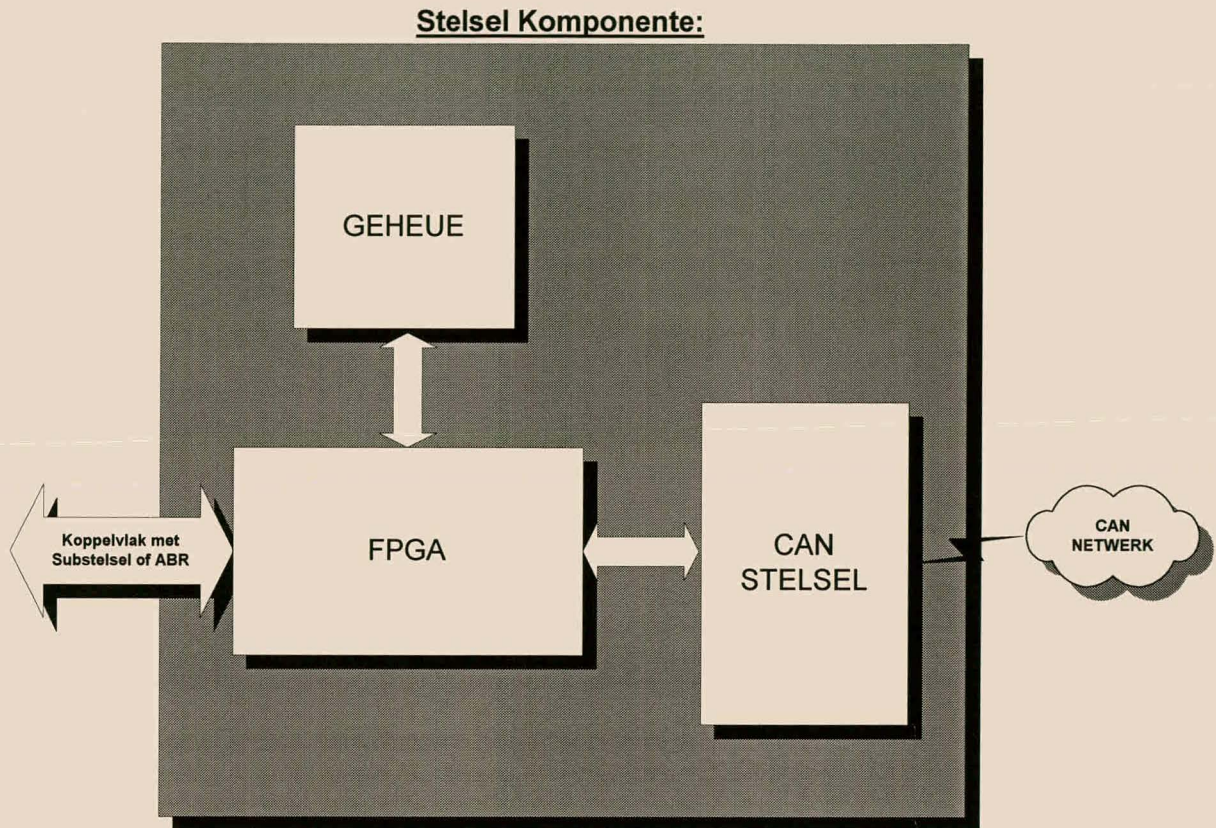 Stelsel Komponente:
GEHEUE
Koppelvlak met
Substelsel of ABR
FPGA
CAN
STELSEL
CAN
NETWERK